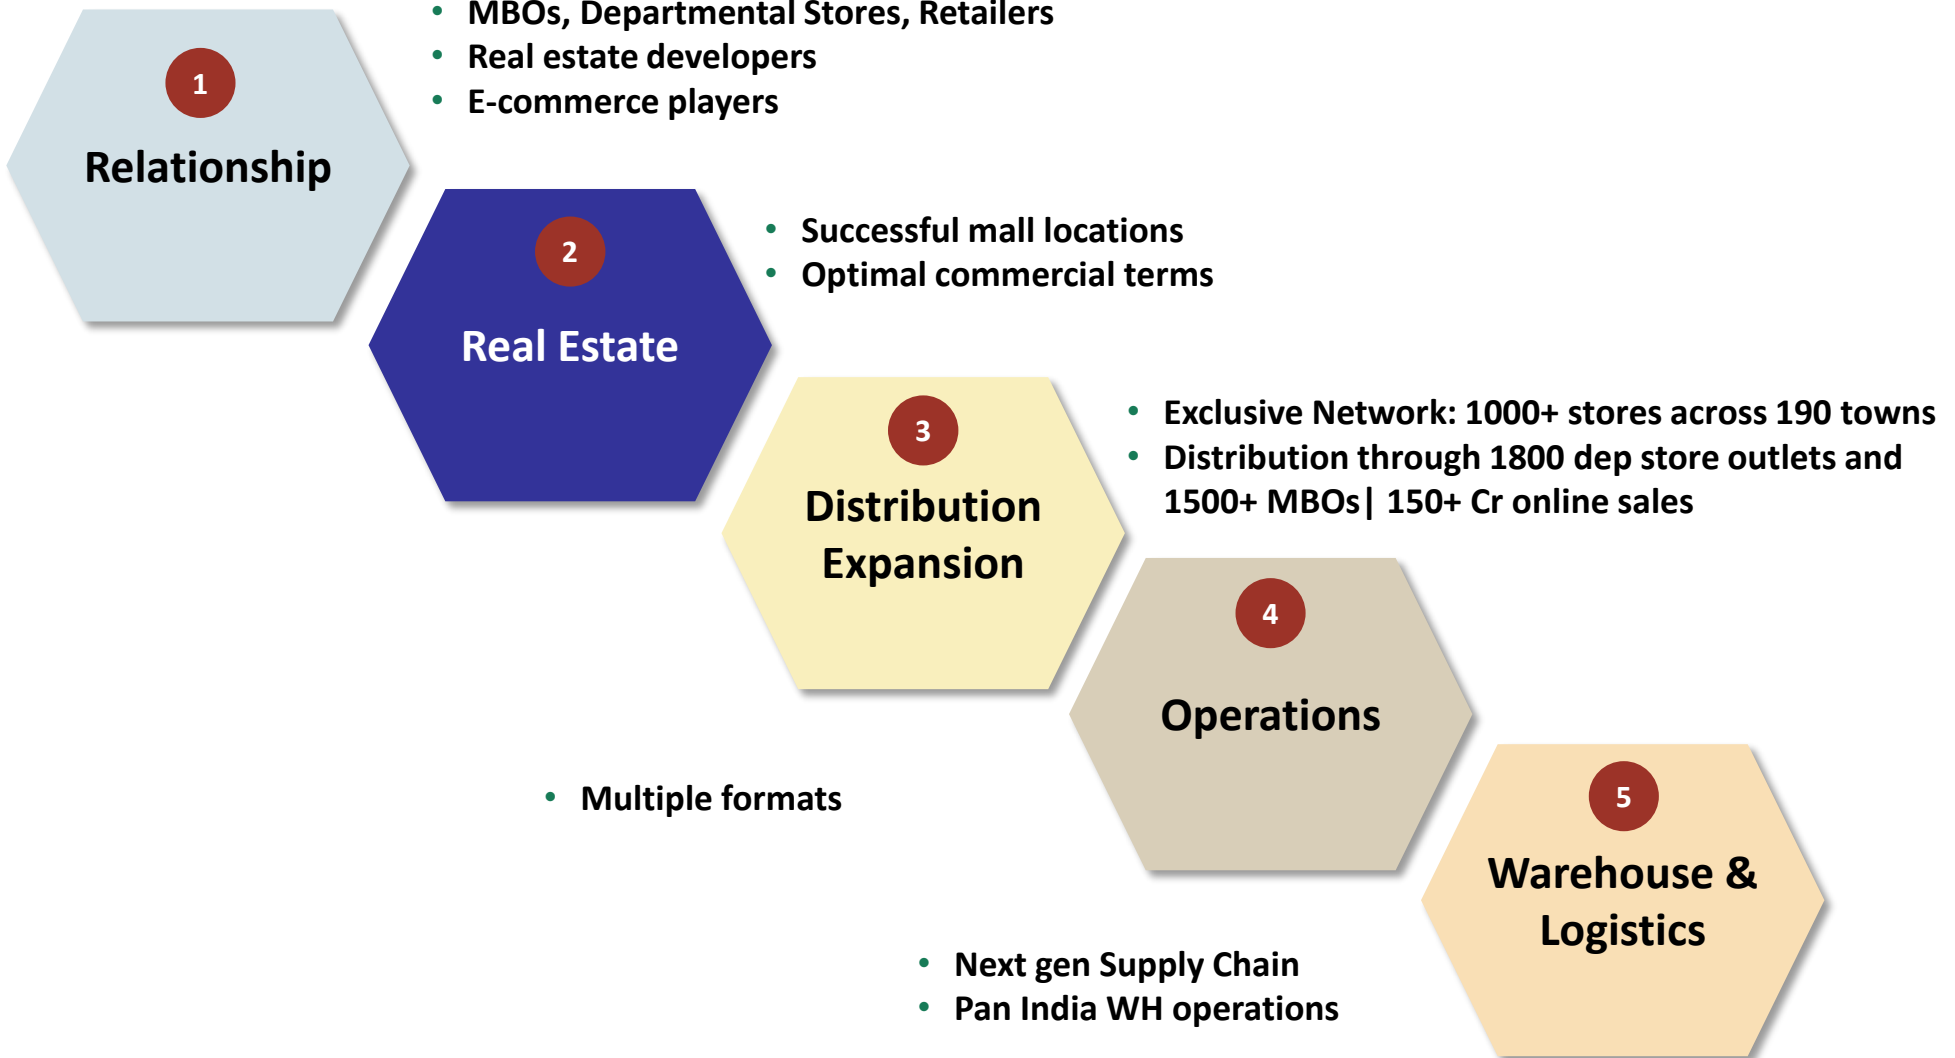 • MBOs, Departmental Stores, Retailers
• Real estate developers
• E-commerce players
1
Relationship
2
Real Estate
• Successful mall locations
• Optimal commercial terms
3
Distribution
Expansion
• Exclusive Network: 1000+ stores across 190 towns
• Distribution through 1800 dep store outlets and
1500+ MBOs| 150+ Cr online sales
4
Operations
• Multiple formats
5
Warehouse &
Logistics
• Next gen Supply Chain
• Pan India WH operations